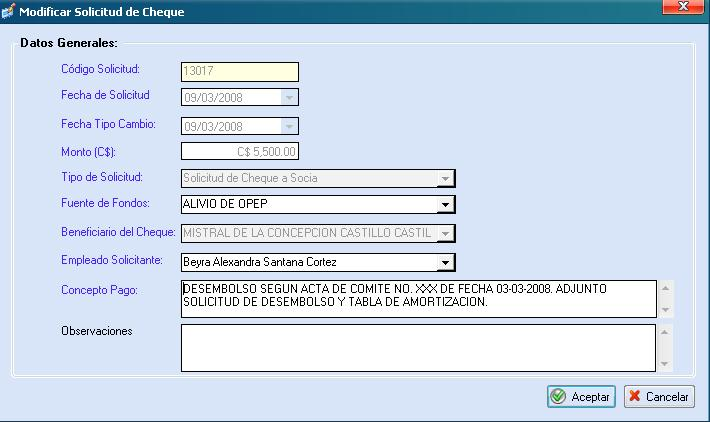 Modificar Solicitud de Cheque
Datos Generales:
Código Solicitud: 13017
Fecha de Solicitud 09/03/2008
Fecha Tipo Cambio: 09/03/2008
Monto (C$): C$ 5,500.00
Tipo de Solicitud: Solicitud de Cheque a Socia
Fuente de Fondos: ALIVIO DE OPEP
Beneficiario del Cheque: MISTRAL DE LA CONCEPCION CASTILLO CASTIL
Empleado Solicitante: Beyra Alexandra Santana Cortez
Concepto Pago: DESEMBOLSO SEGUN ACTA DE COMITE NO. XXX DE FECHA 03-03-2008. ADJUNTO
SOLICITUD DE DESEMBOLSO Y TABLA DE AMORTIZACION.
Observaciones
Aceptar Cancelar